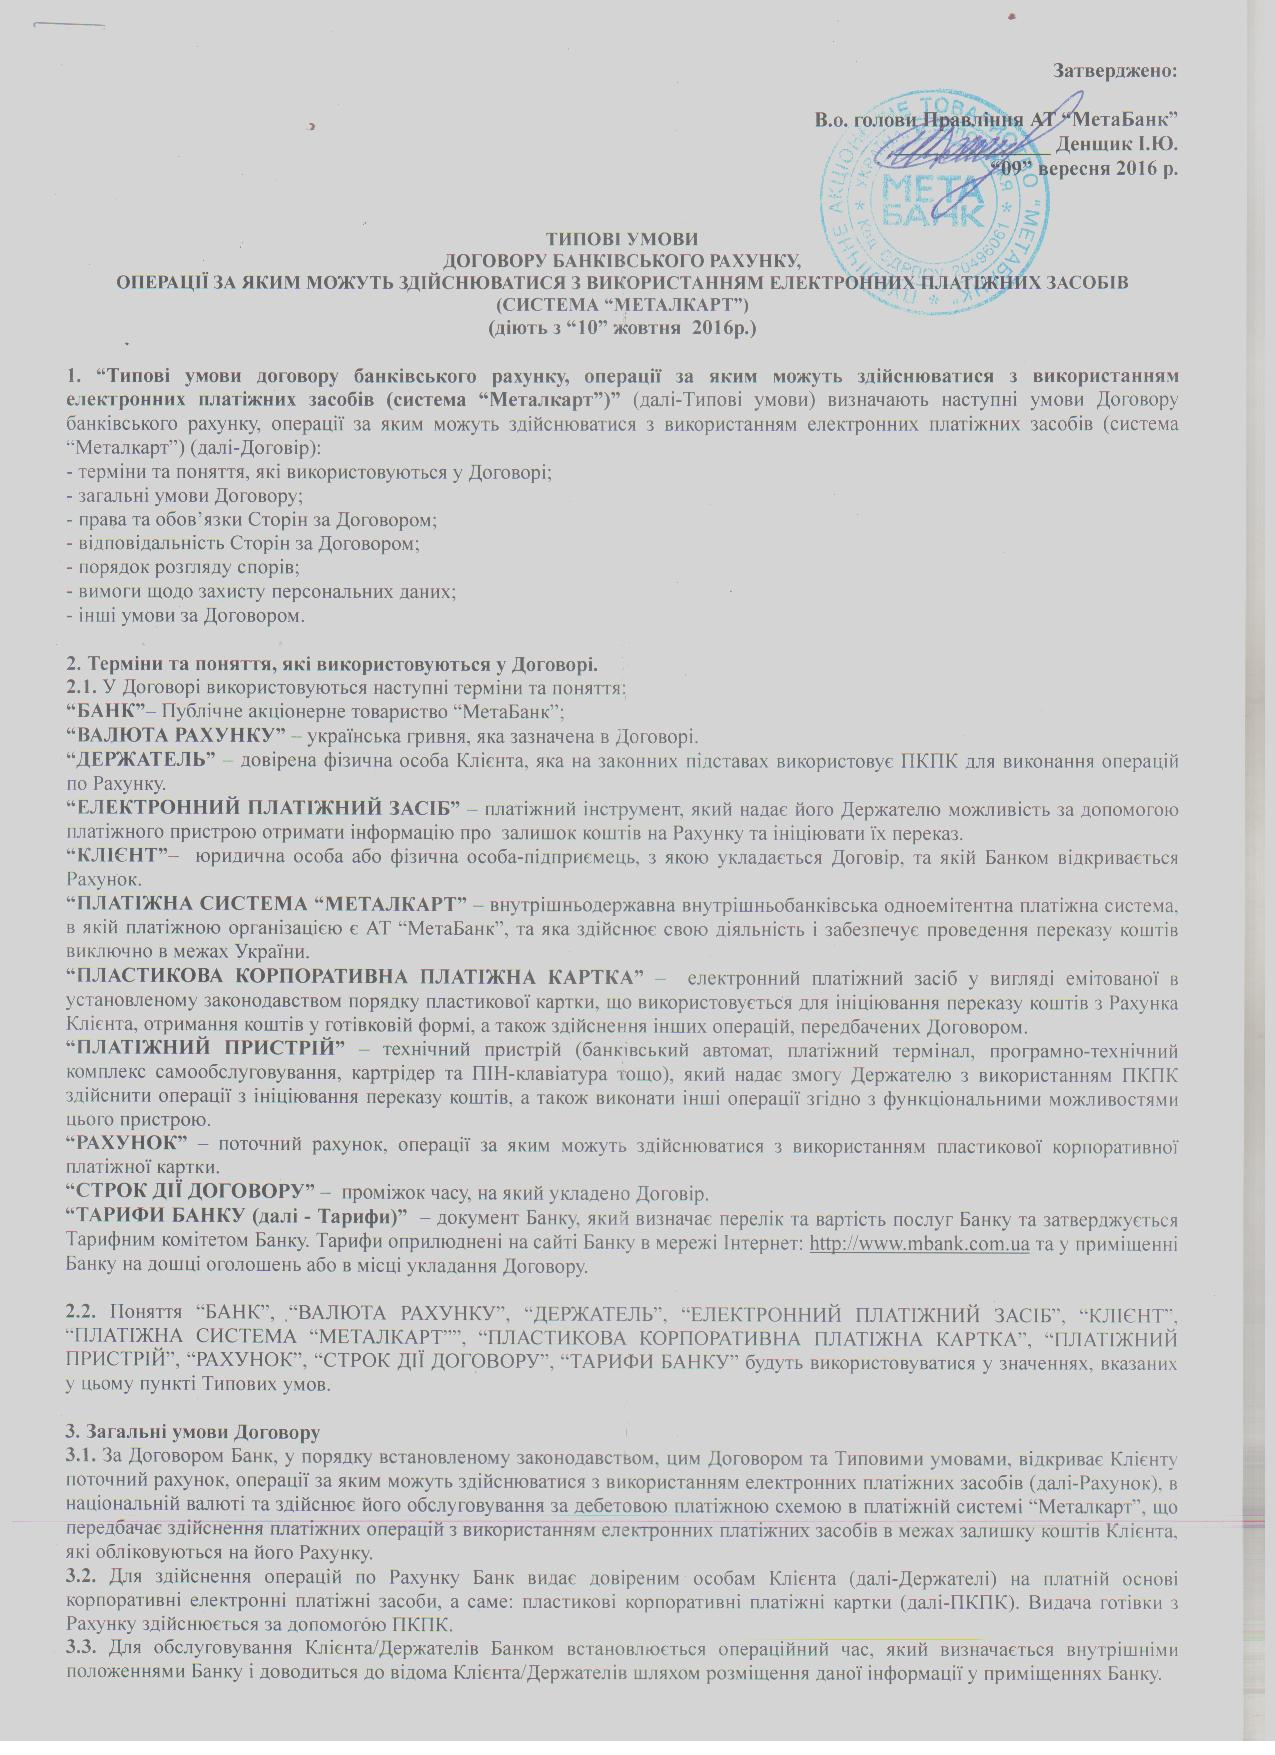 Затверджено:
В.о. голови Правління АТ “МетаБанк”
Денщик І.Ю.
“09” вересня 2016 р.
МЕТА
БАНК
ТИПОВІ УМОВИ
ДОГОВОРУ БАНКІВСЬКОГО РАХУНКУ,
ОПЕРАЦІЇ ЗА ЯКИМ МОЖУТЬ ЗДІЙСНЮВАТИСЯ З ВИКОРИСТАННЯМ ЕЛЕКТРОННИХ ПЛАТІЖНИХ ЗАСОБІВ
(СИСТЕМА “МЕТАЛКАРТ”)
(діють з “10” жовтня 2016р.)
1. “Типові умови договору банківського рахунку, операції за яким можуть здійснюватися з використанням
електронних платіжних засобів (система “Металкарт”)” (далі-Типові умови) визначають наступні умови Договору
банківського рахунку, операції за яким можуть здійснюватися з використанням електронних платіжних засобів (система
“Металкарт”) (далі-Договір):
- терміни та поняття, які використовуються у Договорі;
- загальні умови Договору;
- права та обов’язки Сторін за Договором;
- відповідальність Сторін за Договором;
- порядок розгляду спорів;
- вимоги щодо захисту персональних даних;
- інші умови за Договором.
2. Терміни та поняття, які використовуються у Договорі.
2.1. У Договорі використовуються наступні терміни та поняття:
“БАНК”– Публічне акціонерне товариство “МетаБанк”;
“ВАЛЮТА РАХУНКУ” – українська гривня, яка зазначена в Договорі.
“ДЕРЖАТЕЛЬ” – довірена фізична особа Клієнта, яка на законних підставах використовує ПКПК для виконання операцій
по Рахунку.
“ЕЛЕКТРОННИЙ ПЛАТІЖНИЙ ЗАСІБ” – платіжний інструмент, який надає його Держателю можливість за допомогою
платіжного пристрою отримати інформацію про залишок коштів на Рахунку та ініціювати їх переказ.
“КЛІЄНТ”– юридична особа або фізична особа-підприємець, з якою укладається Договір, та якій Банком відкривається
Рахунок.
“ПЛАТІЖНА СИСТЕМА “МЕТАЛКАРТ” – внутрішньодержавна внутрішньобанківська одноемітентна платіжна система,
в якій платіжною організацією є АТ “МетаБанк”, та яка здійснює свою діяльність і забезпечує проведення переказу коштів
виключно в межах України.
“ПЛАСТИКОВА КОРПОРАТИВНА ПЛАТІЖНА КАРТКА” – електронний платіжний засіб у вигляді емітованої в
установленому законодавством порядку пластикової картки, що використовується для ініціювання переказу коштів з Рахунка
Клієнта, отримання коштів у готівковій формі, а також здійснення інших операцій, передбачених Договором.
“ПЛАТІЖНИЙ ПРИСТРІЙ” – технічний пристрій (банківський автомат, платіжний термінал, програмно-технічний
комплекс самообслуговування, картрідер та ПІН-клавіатура тощо), який надає змогу Держателю з використанням ПКПК
здійснити операції з ініціювання переказу коштів, а також виконати інші операції згідно з функціональними можливостями
цього пристрою.
“РАХУНОК” – поточний рахунок, операції за яким можуть здійснюватися з використанням пластикової корпоративної
платіжної картки.
“СТРОК ДІЇ ДОГОВОРУ” – проміжок часу, на який укладено Договір.
“ТАРИФИ БАНКУ (далі - Тарифи)” – документ Банку, який визначає перелік та вартість послуг Банку та затверджується
Тарифним комітетом Банку. Тарифи оприлюднені на сайті Банку в мережі Інтернет: http://www.mbank.com.ua та у приміщенні
Банку на дошці оголошень або в місці укладання Договору.
2.2. Поняття “БАНК”, “ВАЛЮТА РАХУНКУ”, “ДЕРЖАТЕЛЬ”, “ЕЛЕКТРОННИЙ ПЛАТІЖНИЙ ЗАСІБ”, “КЛІЄНТ”,
“ПЛАТІЖНА СИСТЕМА “МЕТАЛКАРТ””, “ПЛАСТИКОВА КОРПОРАТИВНА ПЛАТІЖНА КАРТКА”, “ПЛАТІЖНИЙ
ПРИСТРІЙ”, “РАХУНОК”, “СТРОК ДІЇ ДОГОВОРУ”, “ТАРИФИ БАНКУ” будуть використовуватися у значеннях, вказаних
у цьому пункті Типових умов.
3. Загальні умови Договору
3.1. За Договором Банк, у порядку встановленому законодавством, цим Договором та Типовими умовами, відкриває Клієнту
поточний рахунок, операції за яким можуть здійснюватися з використанням електронних платіжних засобів (далі-Рахунок), в
національній валюті та здійснює його обслуговування за дебетовою платіжною схемою в платіжній системі “Металкарт”, що
передбачає здійснення платіжних операцій з використанням електронних платіжних засобів в межах залишку коштів Клієнта,
які обліковуються на його Рахунку.
3.2. Для здійснення операцій по Рахунку Банк видає довіреним особам Клієнта (далі-Держателі) на платній основі
корпоративні електронні платіжні засоби, а саме: пластикові корпоративні платіжні картки (далі-ПКПК). Видача готівки з
Рахунку здійснюється за допомогою ПКПК.
3.3. Для обслуговування Клієнта/Держателів Банком встановлюється операційний час, який визначається внутрішніми
положеннями Банку і доводиться до відома Клієнта/Держателів шляхом розміщення даної інформації у приміщеннях Банку.